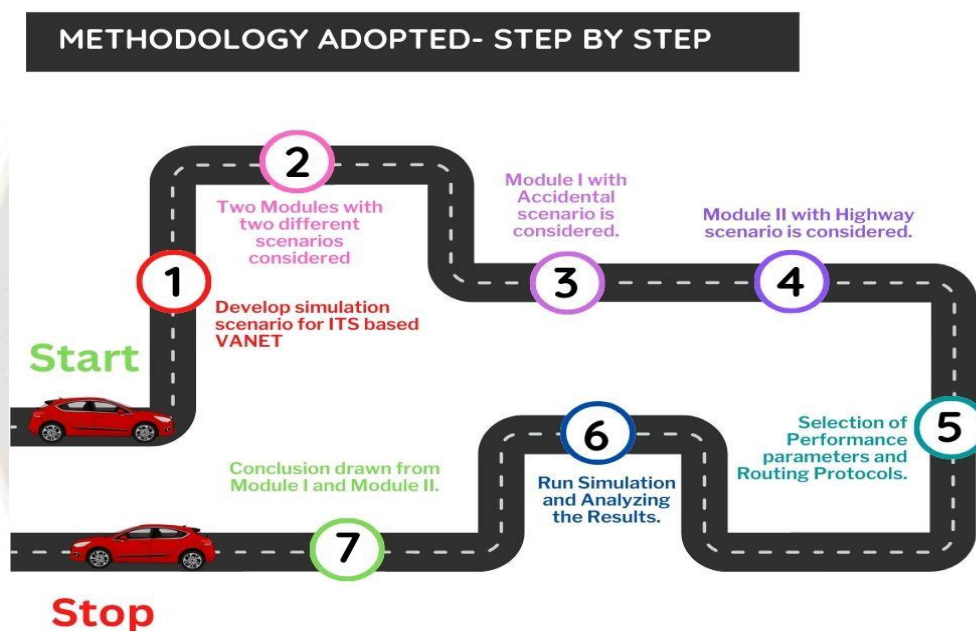 METHODOLOGY ADOPTED- STEP BY STEP
Start
1
Develop simulation
scenario for ITS based
VANET
2
Two Modules with
two different
scenarios
considered
3
Module I with
Accidental
scenario is
considered.
4
Module II with Highway
scenario is considered.
5
Selection of
Performance
parameters and
Routing Protocols.
6
Run Simulation
and Analyzing
the Results.
7
Conclusion drawn from
Module I and Module II.
Stop